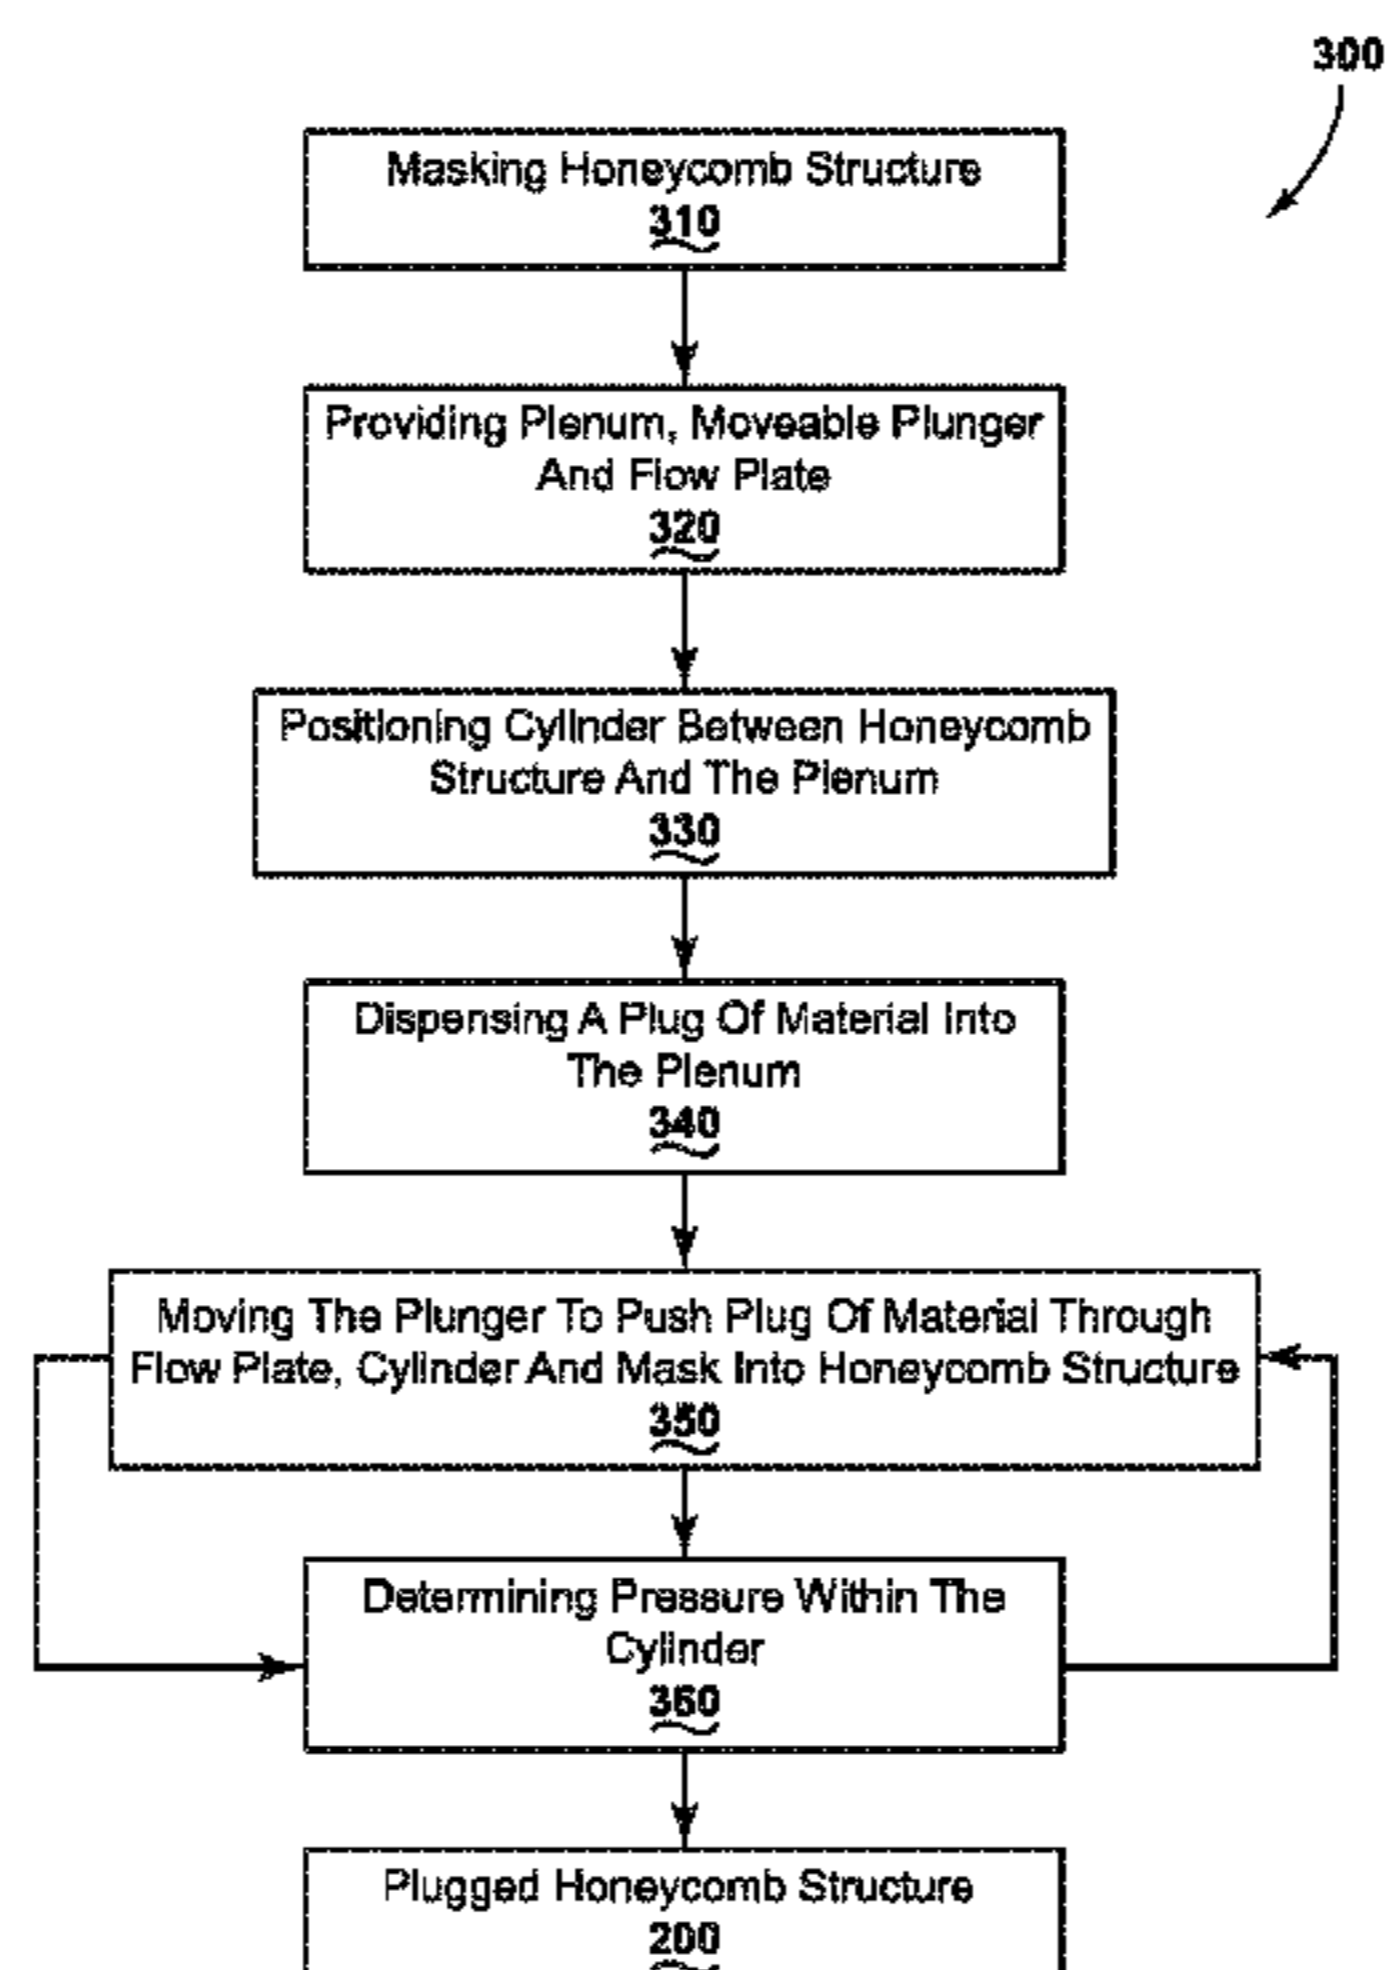 300
Masking Honeycomb Structure
310
Providing Plenum, Moveable Plunger
And Flow Plate
320
Positioning Cylinder Between Honeycomb
Structure And The Plenum
330
Dispensing A Plug Of Material Into
The Plenum
340
Moving The Plunger To Push Plug Of Material Through
Flow Plate, Cylinder And Mask Into Honeycomb Structure
350
Determining Pressure Within The
Cylinder
360
Plugged Honeycomb Structure
200